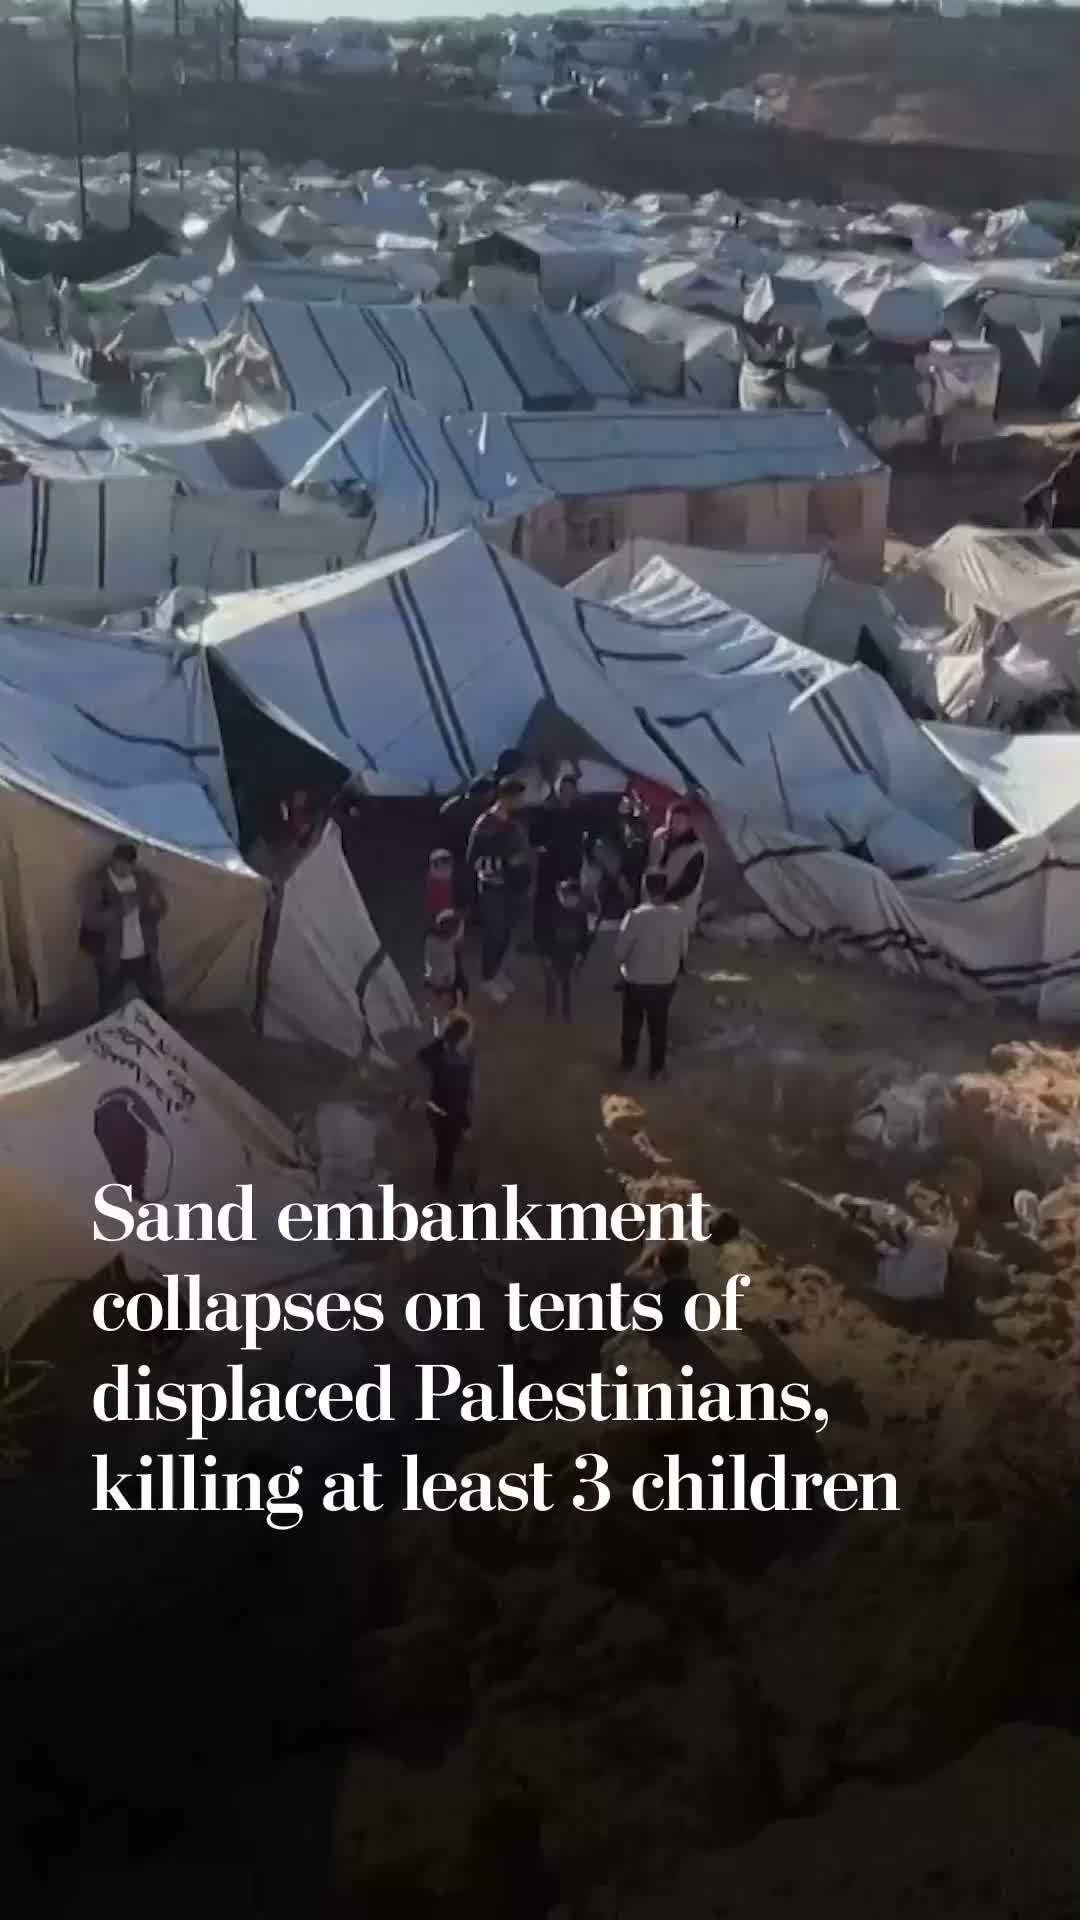 Sand embankment
collapses on tents of
displaced Palestinians,
killing at least 3 children